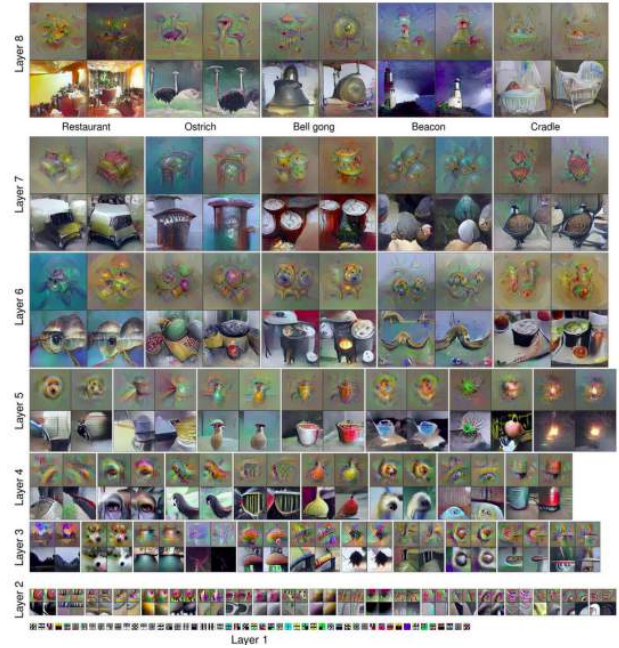 Layer 8
Restaurant
Ostrich
Bell gong
Beacon
Cradle
Layer 7
Layer 6
Layer 5
Layer 4
Layer 3
Layer 2
Layer 1